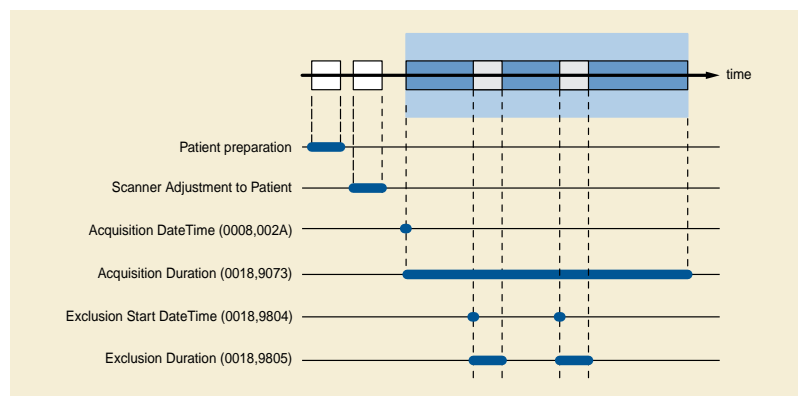 time
Patient preparation
Scanner Adjustment to Patient
Acquisition DateTime (0008,002A)
Acquisition Duration (0018,9073)
Exclusion Start DateTime (0018,9804)
Exclusion Duration (0018,9805)